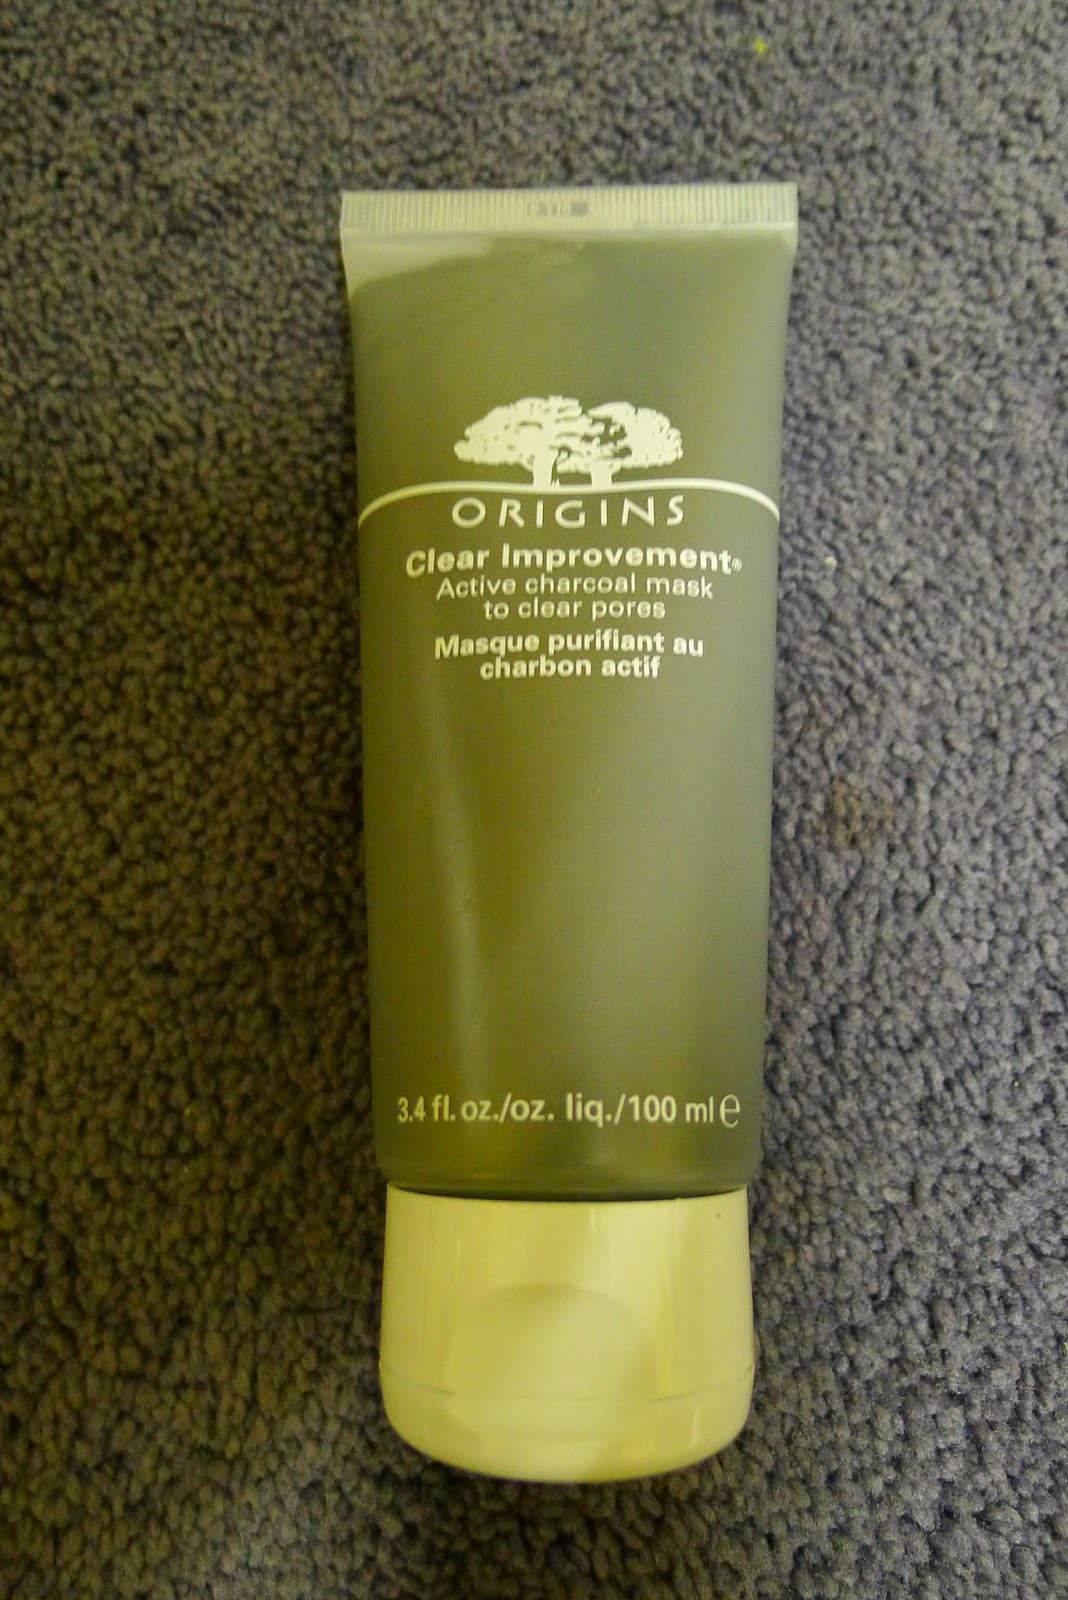 ORIGINS
Clear Improvement®
Active charcoal mask
to clear pores
Masque purifiant au
charbon actif
3.4 fl. oz./oz. liq./100 ml ℮